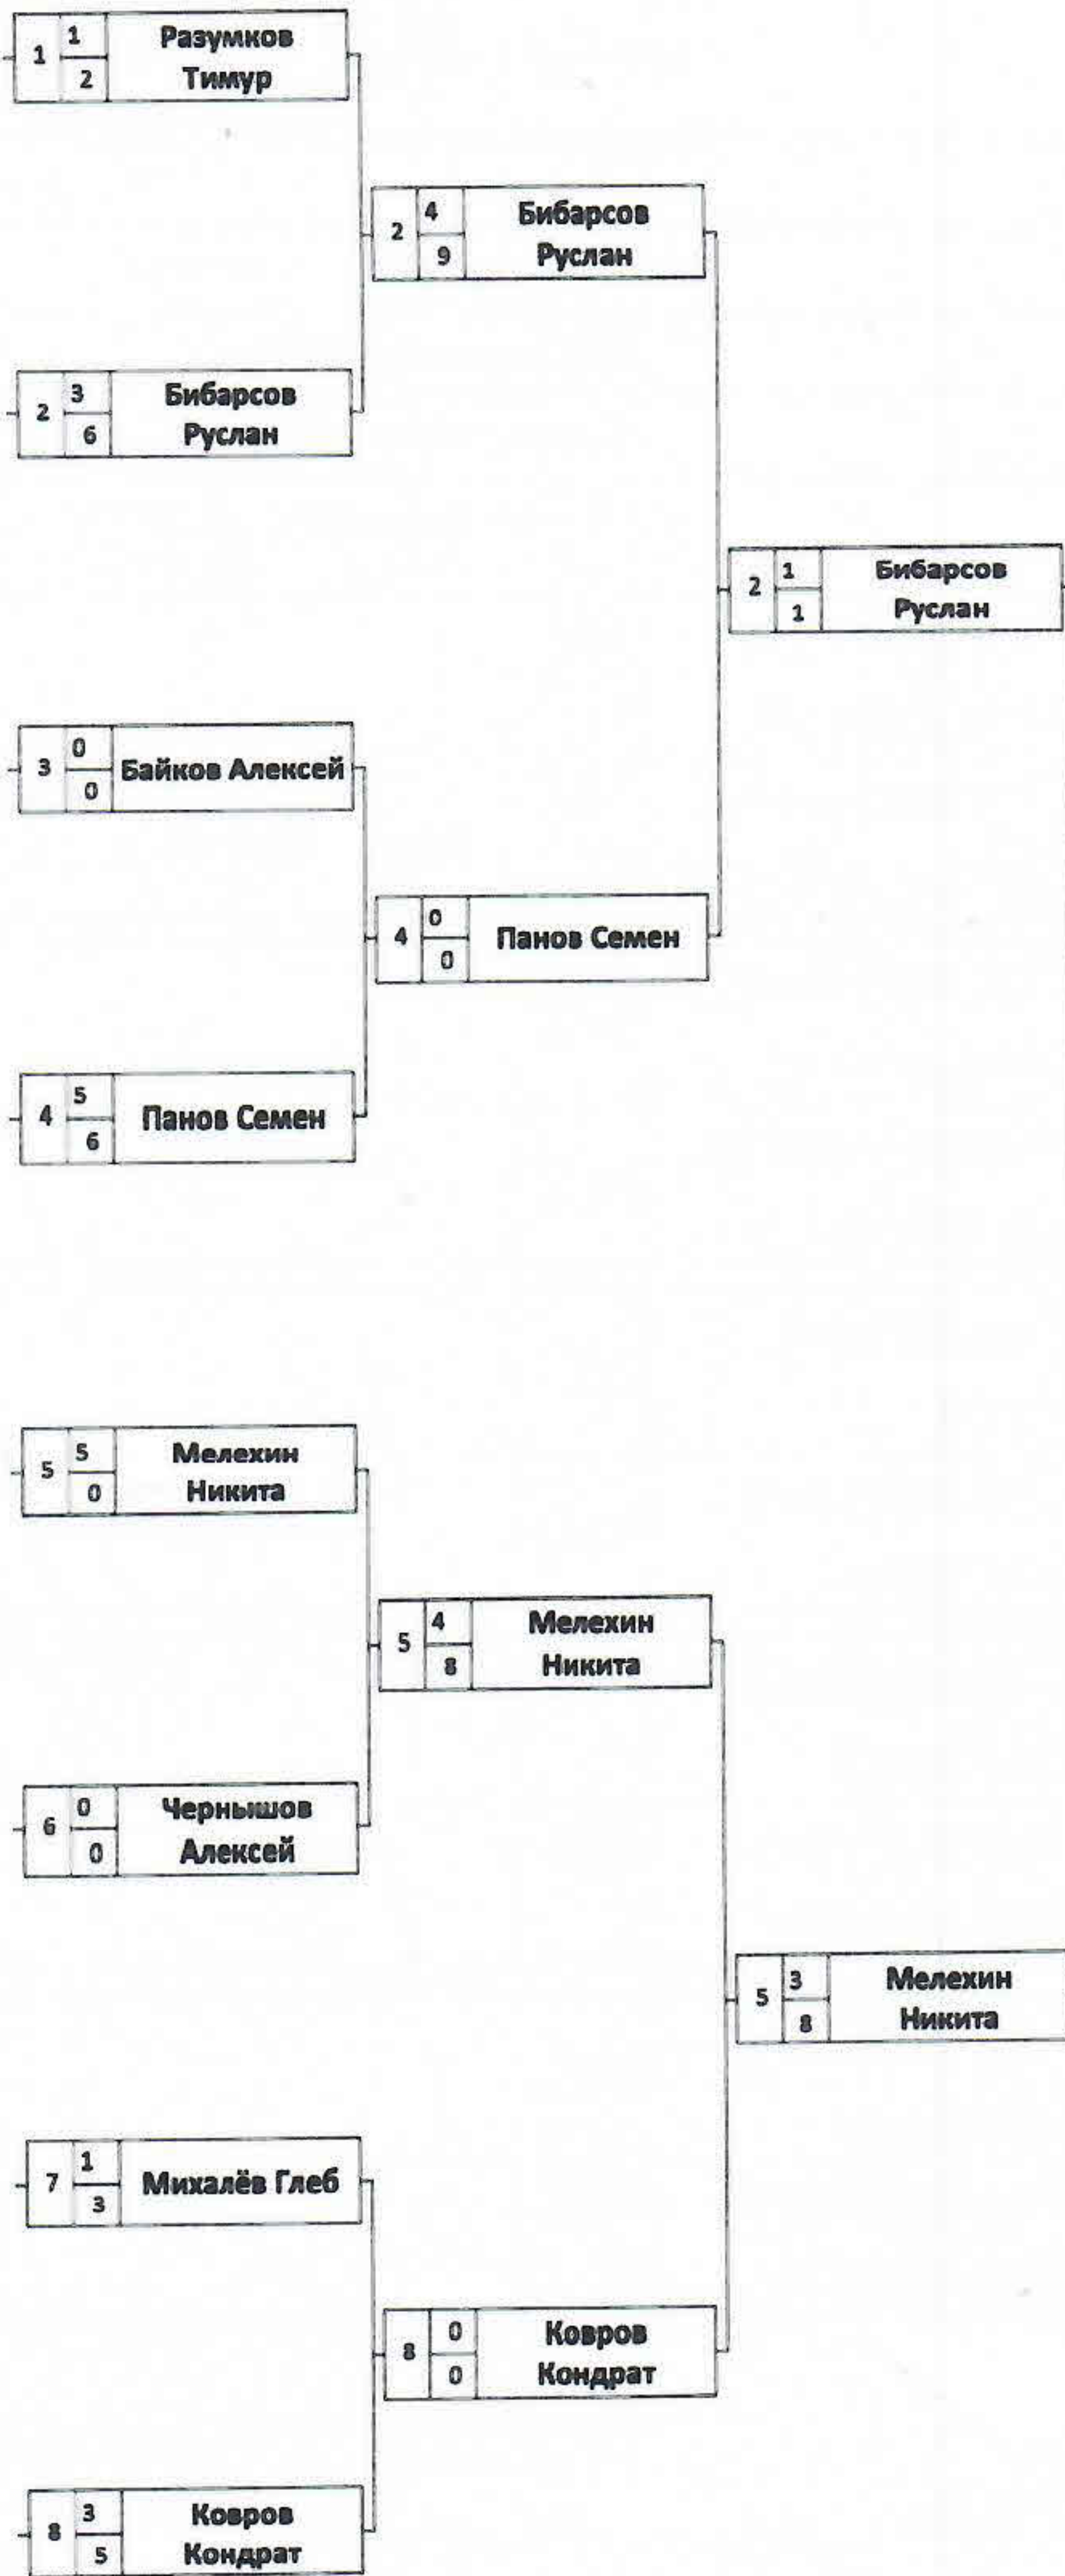 1
1
2
Разумков
Тимур
2
4
9
Бибарсов
Руслан
2
3
6
Бибарсов
Руслан
2
1
1
Бибарсов
Руслан
3
0
0
Байков Алексей
4
0
0
Панов Семен
4
5
6
Панов Семен
5
5
0
Мелехин
Никита
5
4
8
Мелехин
Никита
6
0
0
Чернышов
Алексей
5
3
8
Мелехин
Никита
7
1
3
Михалёв Глеб
8
0
0
Ковров
Кондрат
8
3
5
Ковров
Кондрат